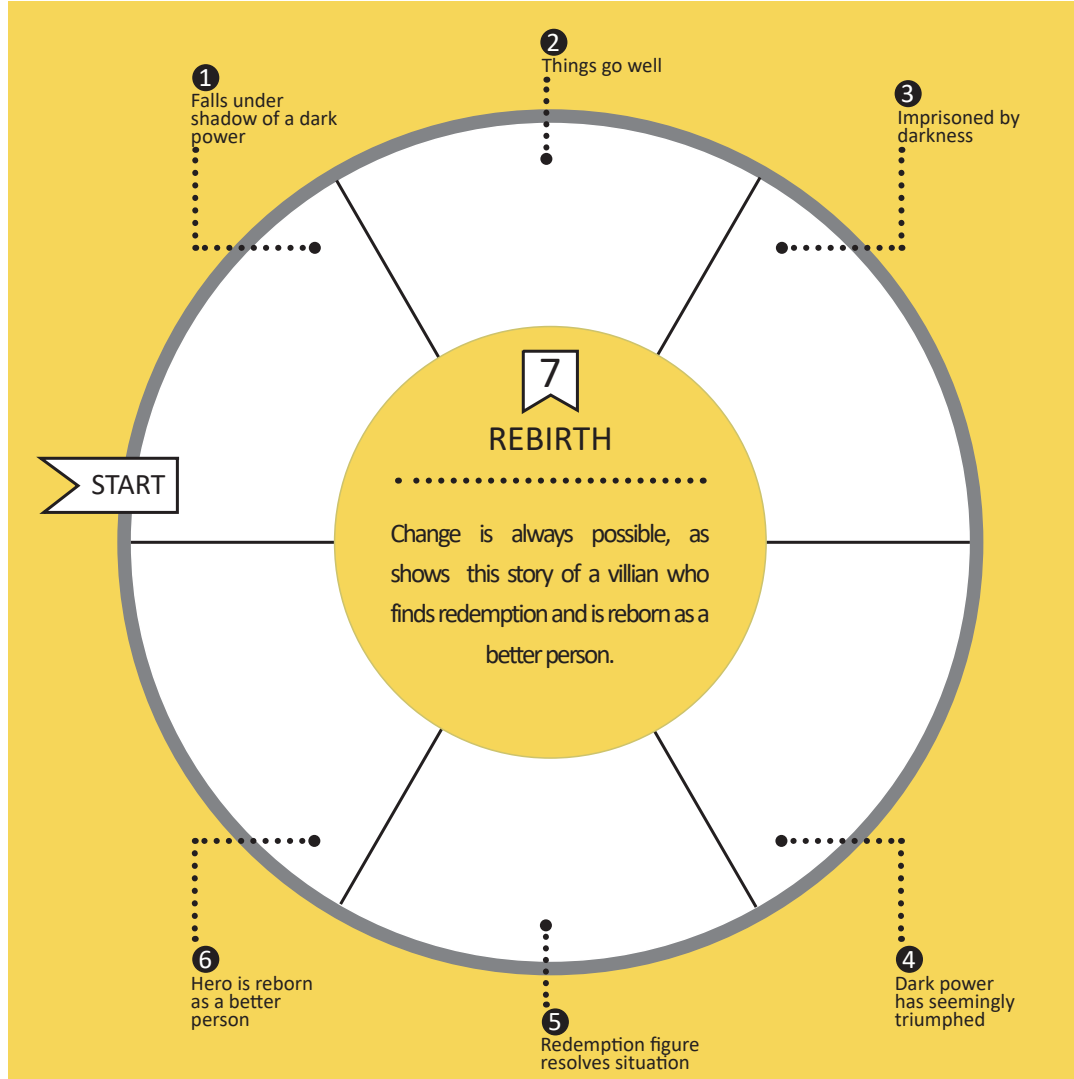 1
Falls under
shadow of a dark
power
2
Things go well
3
Imprisoned by
darkness
START
7
REBIRTH
Change is always possible, as
shows this story of a villian who
finds redemption and is reborn as a
better person.
4
Dark power
has seemingly
triumphed
5
Redemption figure
resolves situation
6
Hero is reborn
as a better
person